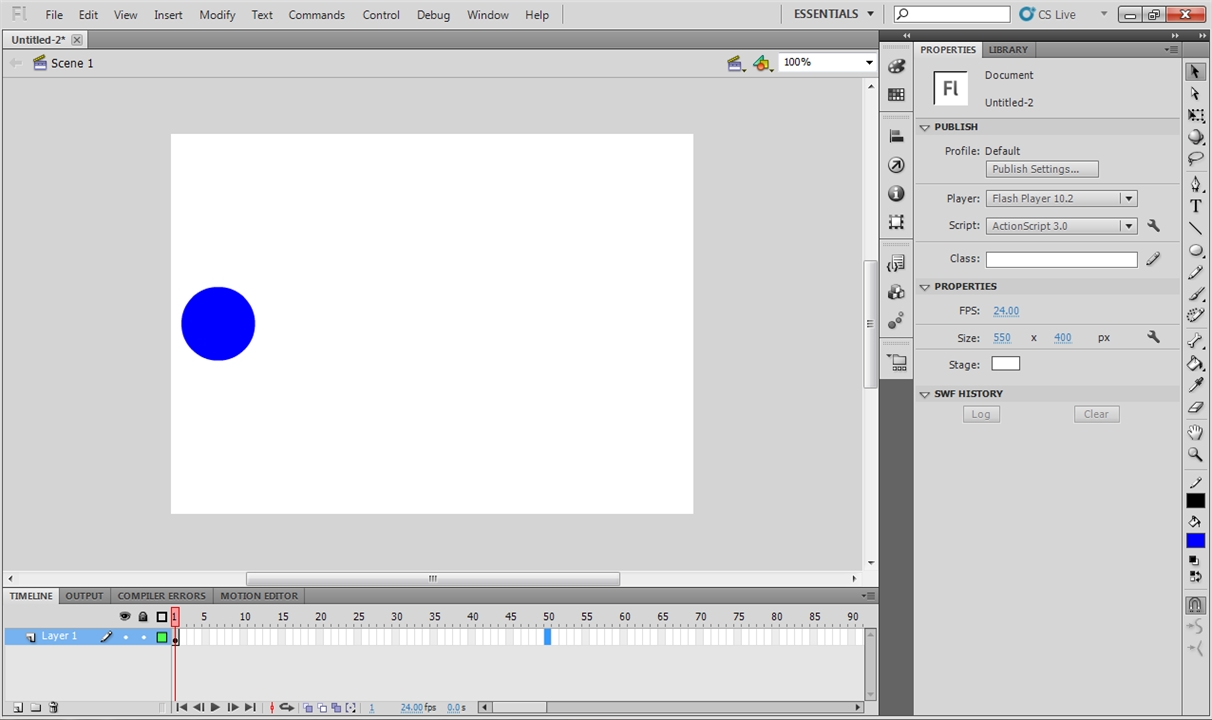 Fl File Edit View Insert Modify Text Commands Control Debug Window Help ESSENTIALS CS Live
Untitled-2*
Scene 1 100%
PROPERTIES LIBRARY
Fl
Document
Untitled-2
PUBLISH
Profile: Default
Publish Settings...
Player: Flash Player 10.2
Script: ActionScript 3.0
Class:
PROPERTIES
FPS: 24.00
Size: 550 x 400 px
Stage:
SWF HISTORY
Log Clear
TIMELINE OUTPUT COMPILER ERRORS MOTION EDITOR
1 5 10 15 20 25 30 35 40 45 50 55 60 65 70 75 80 85 90
Layer 1
1 24.00 fps 0.0 s